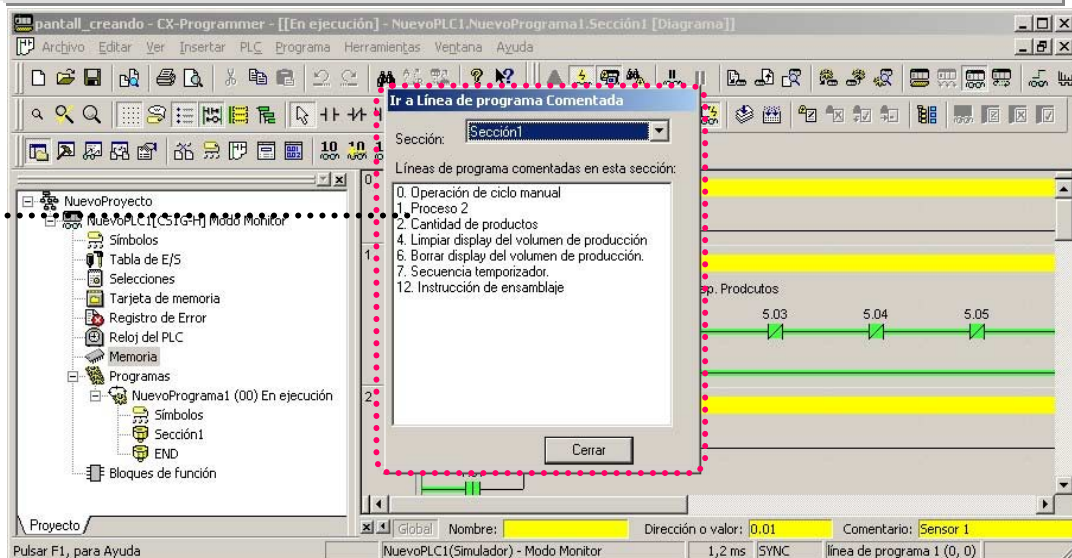 pantall_creando - CX-Programmer - [[En ejecución] - NuevoPLC1.NuevoPrograma1.Sección1 [Diagrama]]
Archivo Editar Ver Insertar PLC Programa Herramientas Ventana Ayuda
Ir a Línea de programa Comentada
Sección: Sección1
Líneas de programa comentadas en esta sección:
0. Operación de ciclo manual
1. Proceso 2
2. Cantidad de productos
4. Limpiar display del volumen de producción
6. Borrar display del volumen de producción.
7. Secuencia temporizador.
12. Instrucción de ensamblaje
Cerrar
NuevoProyecto
NuevoPLC1[CS1G-H] Modo Monitor
Símbolos
Tabla de E/S
Selecciones
Tarjeta de memoria
Registro de Error
Reloj del PLC
Memoria
Programas
NuevoPrograma1 (00) En ejecución
Símbolos
Sección1
END
Bloques de función
Proyecto
0
1
2
Prodcutos
5.03 5.04 5.05
Global Nombre: Dirección o valor: 0.01 Comentario: Sensor 1
Pulsar F1, para Ayuda NuevoPLC1(Simulador) - Modo Monitor 1,2 ms SYNC línea de programa 1 (0, 0)